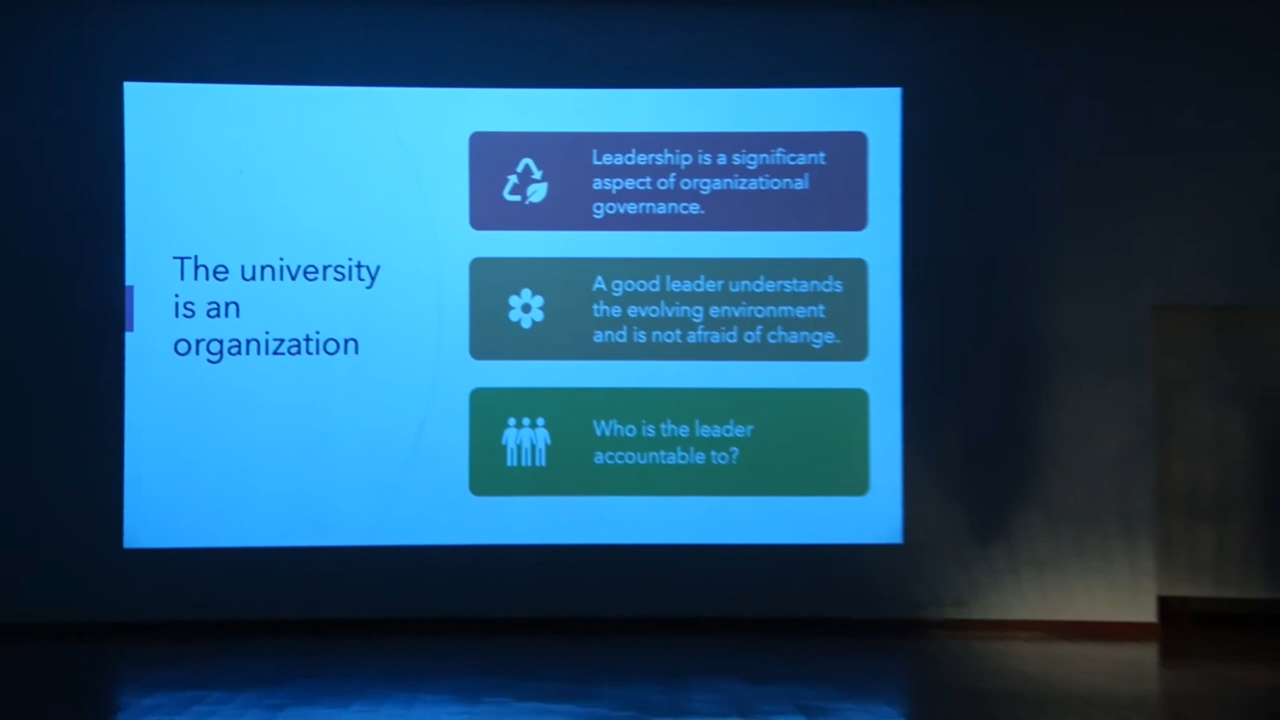 The university
is an
organization
Leadership is a significant
aspect of organizational
governance.
A good leader understands
the evolving environment
and is not afraid of change.
Who is the leader
accountable to?